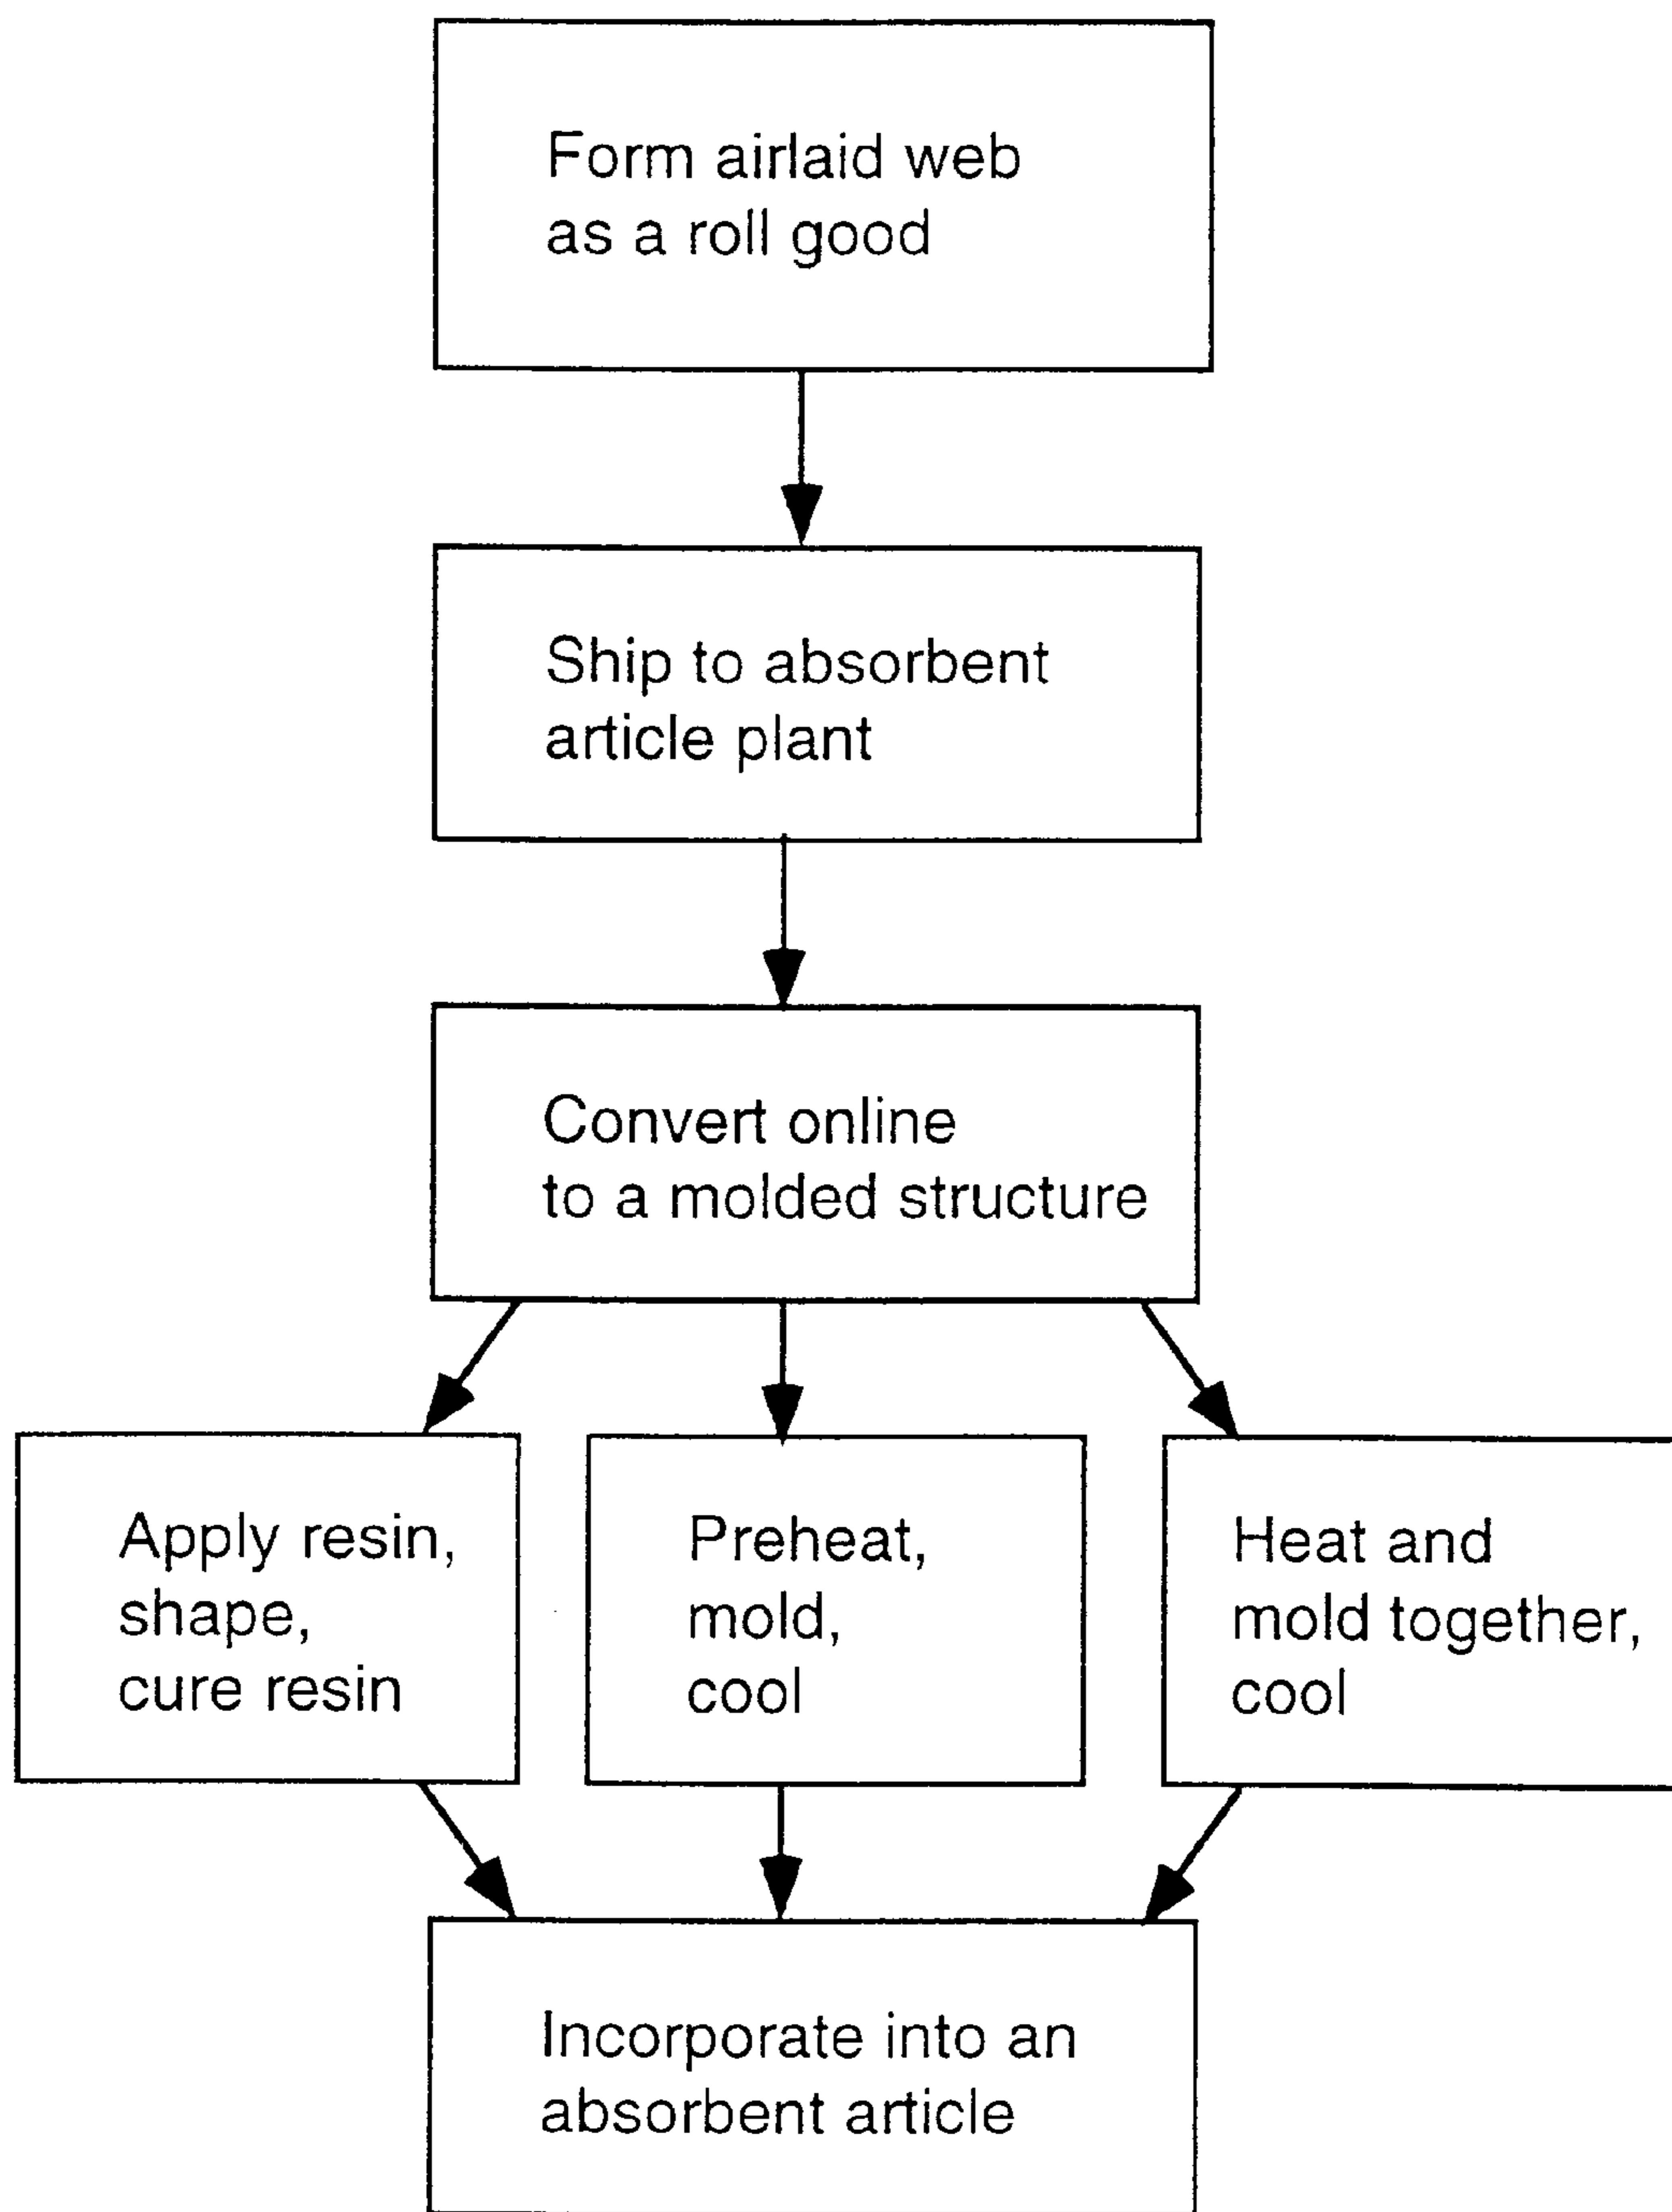 Form airlaid web
as a roll good
Ship to absorbent
article plant
Convert online
to a molded structure
Apply resin,
shape,
cure resin
Preheat,
mold,
cool
Heat and
mold together,
cool
Incorporate into an
absorbent article